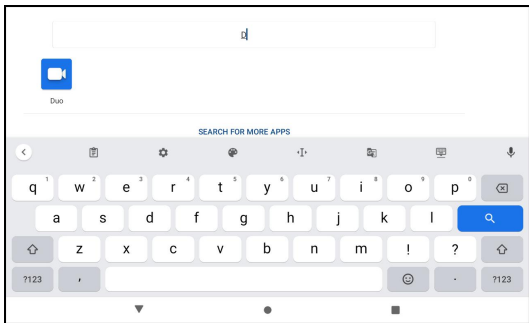 D
Duo
SEARCH FOR MORE APPS
q 1 w 2 e 3 r 4 t 5 y 6 u 7 i 8 o 9 p 0
a s d f g h j k l
z x c v b n m ! ?
?123 , . ?123